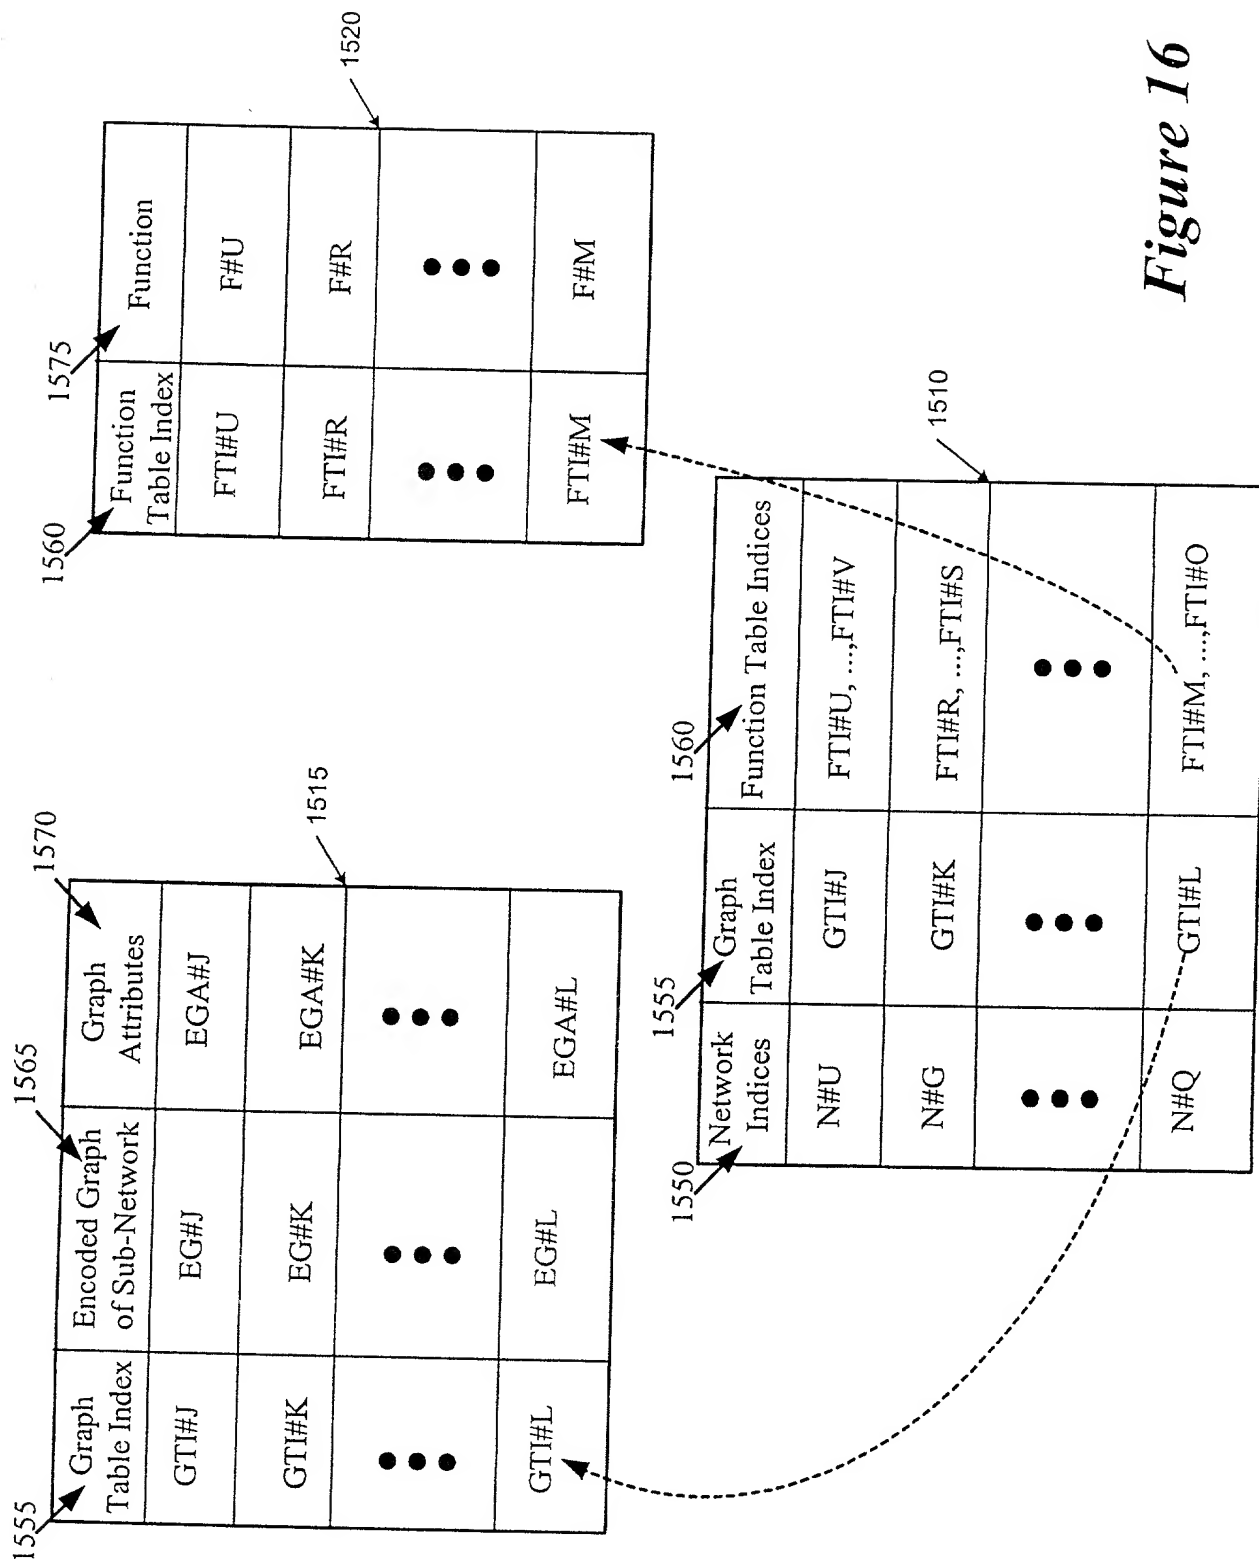 1555
1565
1570
Graph
Table Index
Encoded Graph
of Sub-Network
Graph
Attributes
GTI#J
EG#J
EGA#J
GTI#K
EG#K
EGA#K
GTI#L
EG#L
EGA#L
1515
1560
1575
Function
Table Index
Function
FTI#U
F#U
FTI#R
F#R
FTI#M
F#M
1520
1550
1555
1560
Network
Indices
Graph
Table Index
Function Table Indices
N#U
GTI#J
FTI#U, ...,FTI#V
N#G
GTI#K
FTI#R, ...,FTI#S
N#Q
GTI#L
FTI#M, ...,FTI#O
1510
Figure 16